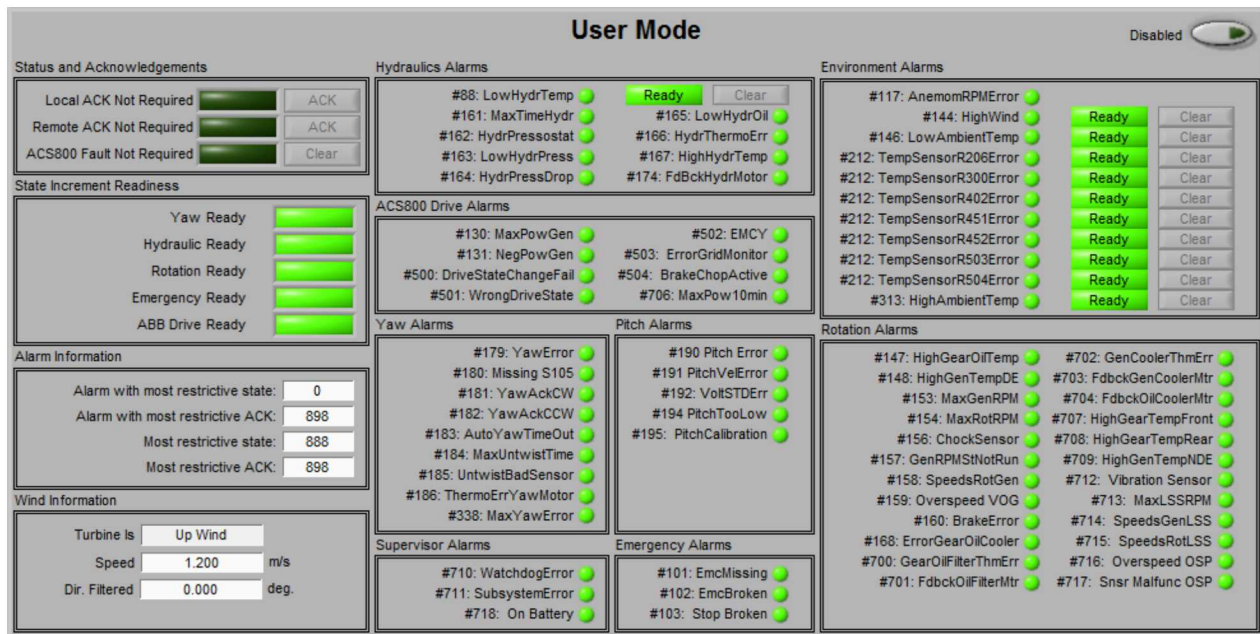 User Mode
Disabled
Status and Acknowledgements
Local ACK Not Required ACK
Remote ACK Not Required ACK
ACS800 Fault Not Required Clear
State Increment Readiness
Yaw Ready
Hydraulic Ready
Rotation Ready
Emergency Ready
ABB Drive Ready
Alarm Information
Alarm with most restrictive state: 0
Alarm with most restrictive ACK: 898
Most restrictive state: 888
Most restrictive ACK: 898
Wind Information
Turbine Is Up Wind
Speed 1.200 m/s
Dir. Filtered 0.000 deg.
Hydraulics Alarms
#88: LowHydrTemp Ready Clear
#161: MaxTimeHydr #165: LowHydrOil
#162: HydrPressostat #166: HydrThermoErr
#163: LowHydrPress #167: HighHydrTemp
#164: HydrPressDrop #174: FdBckHydrMotor
ACS800 Drive Alarms
#130: MaxPowGen #502: EMCY
#131: NegPowGen #503: ErrorGridMonitor
#500: DriveStateChangeFail #504: BrakeChopActive
#501: WrongDriveState #706: MaxPow10min
Yaw Alarms
#179: YawError
#180: Missing S105
#181: YawAckCW
#182: YawAckCCW
#183: AutoYawTimeOut
#184: MaxUntwistTime
#185: UntwistBadSensor
#186: ThermoErrYawMotor
#338: MaxYawError
Pitch Alarms
#190 Pitch Error
#191 PitchVelError
#192: VoltSTDErr
#194 PitchTooLow
#195: PitchCalibration
Supervisor Alarms
#710: WatchdogError
#711: SubsystemError
#718: On Battery
Emergency Alarms
#101: EmcMissing
#102: EmcBroken
#103: Stop Broken
Environment Alarms
#117: AnemomRPMError
#144: HighWind Ready Clear
#146: LowAmbientTemp Ready Clear
#212: TempSensorR206Error Ready Clear
#212: TempSensorR300Error Ready Clear
#212: TempSensorR402Error Ready Clear
#212: TempSensorR451Error Ready Clear
#212: TempSensorR452Error Ready Clear
#212: TempSensorR503Error Ready Clear
#212: TempSensorR504Error Ready Clear
#313: HighAmbientTemp Ready Clear
Rotation Alarms
#147: HighGearOilTemp #702: GenCoolerThmErr
#148: HighGenTempDE #703: FdbckGenCoolerMtr
#153: MaxGenRPM #704: FdbckOilCoolerMtr
#154: MaxRotRPM #707: HighGearTempFront
#156: ChockSensor #708: HighGearTempRear
#157: GenRPMStNotRun #709: HighGenTempNDE
#158: SpeedsRotGen #712: Vibration Sensor
#159: Overspeed VOG #713: MaxLSSRPM
#160: BrakeError #714: SpeedsGenLSS
#168: ErrorGearOilCooler #715: SpeedsRotLSS
#700: GearOilFilterThmErr #716: Overspeed OSP
#701: FdbckOilFilterMtr #717: Snsr Malfunc OSP